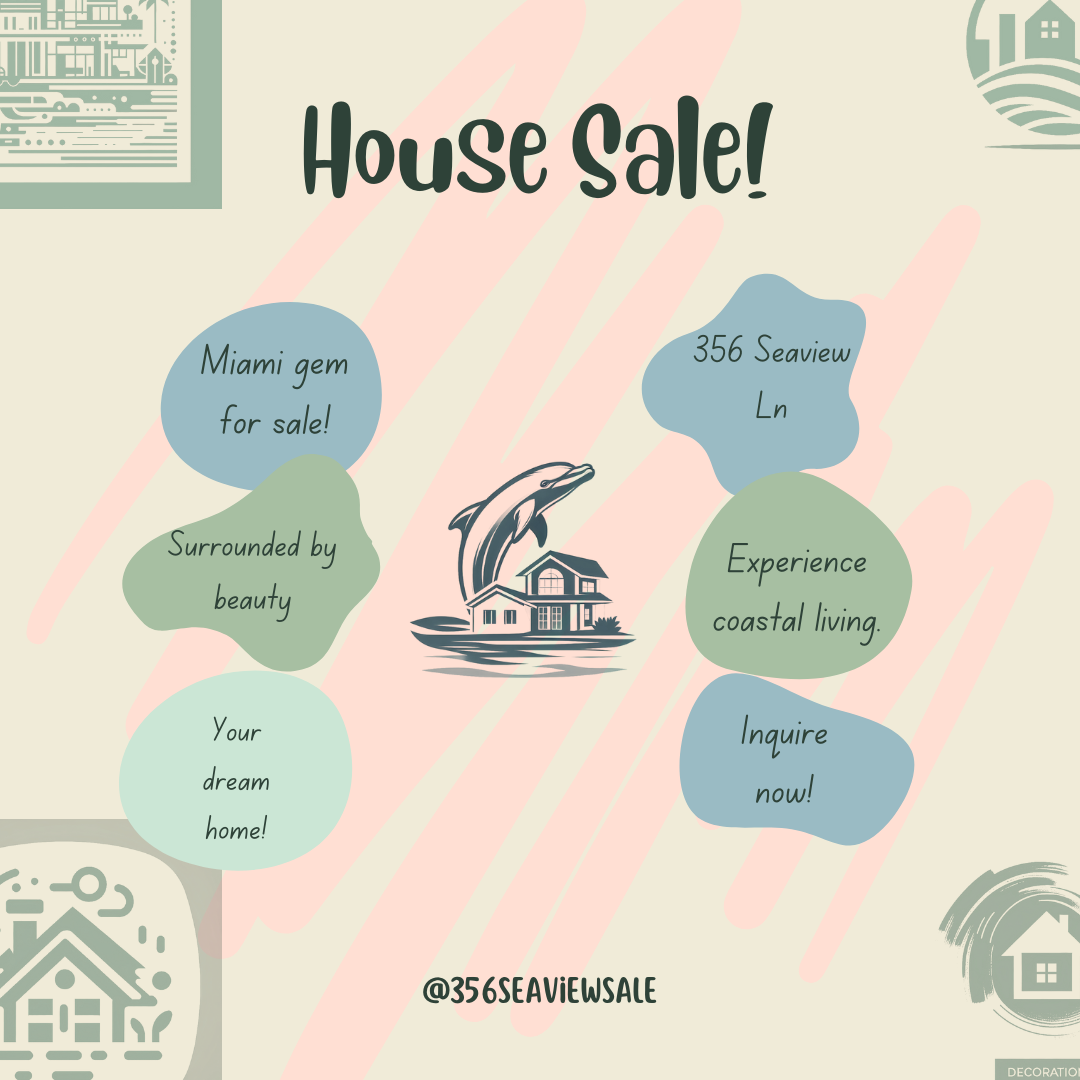 House Sale!
Miami gem
for sale!
356 Seaview
Ln
Surrounded by
beauty
Experience
coastal living.
Your
dream
home!
Inquire
now!
@356SEAViEWSALE